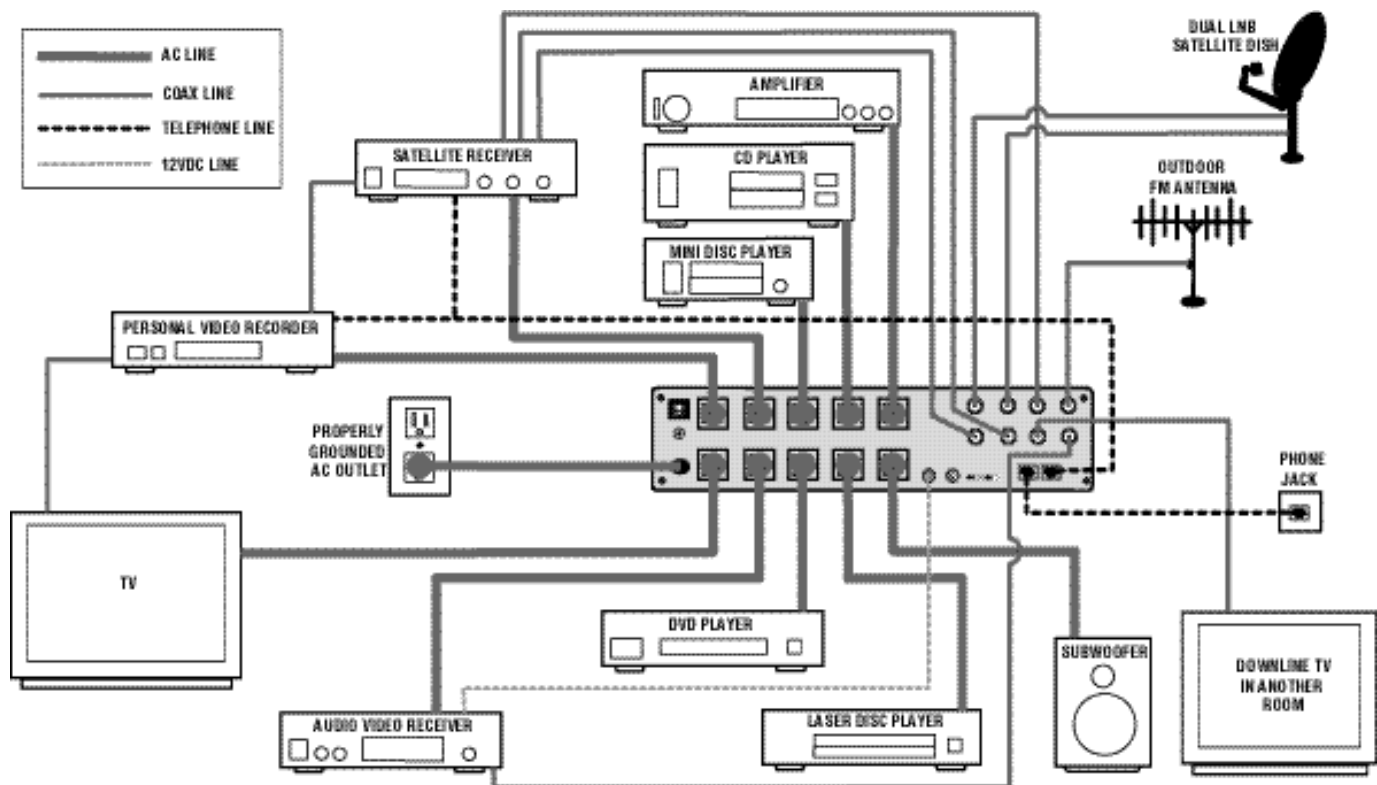 AC LINE
COAX LINE
TELEPHONE LINE
12VDC LINE
DUAL LNB
SATELLITE DISH
AMPLIFIER
SATELLITE RECEIVER
CD PLAYER
OUTDOOR
FM ANTENNA
MINI DISC PLAYER
PERSONAL VIDEO RECORDER
PROPERLY
GROUNDED
AC OUTLET
PHONE
JACK
TV
DVD PLAYER
SUBWOOFER
DOWNLINE TV
IN ANOTHER
ROOM
AUDIO VIDEO RECEIVER
LASER DISC PLAYER